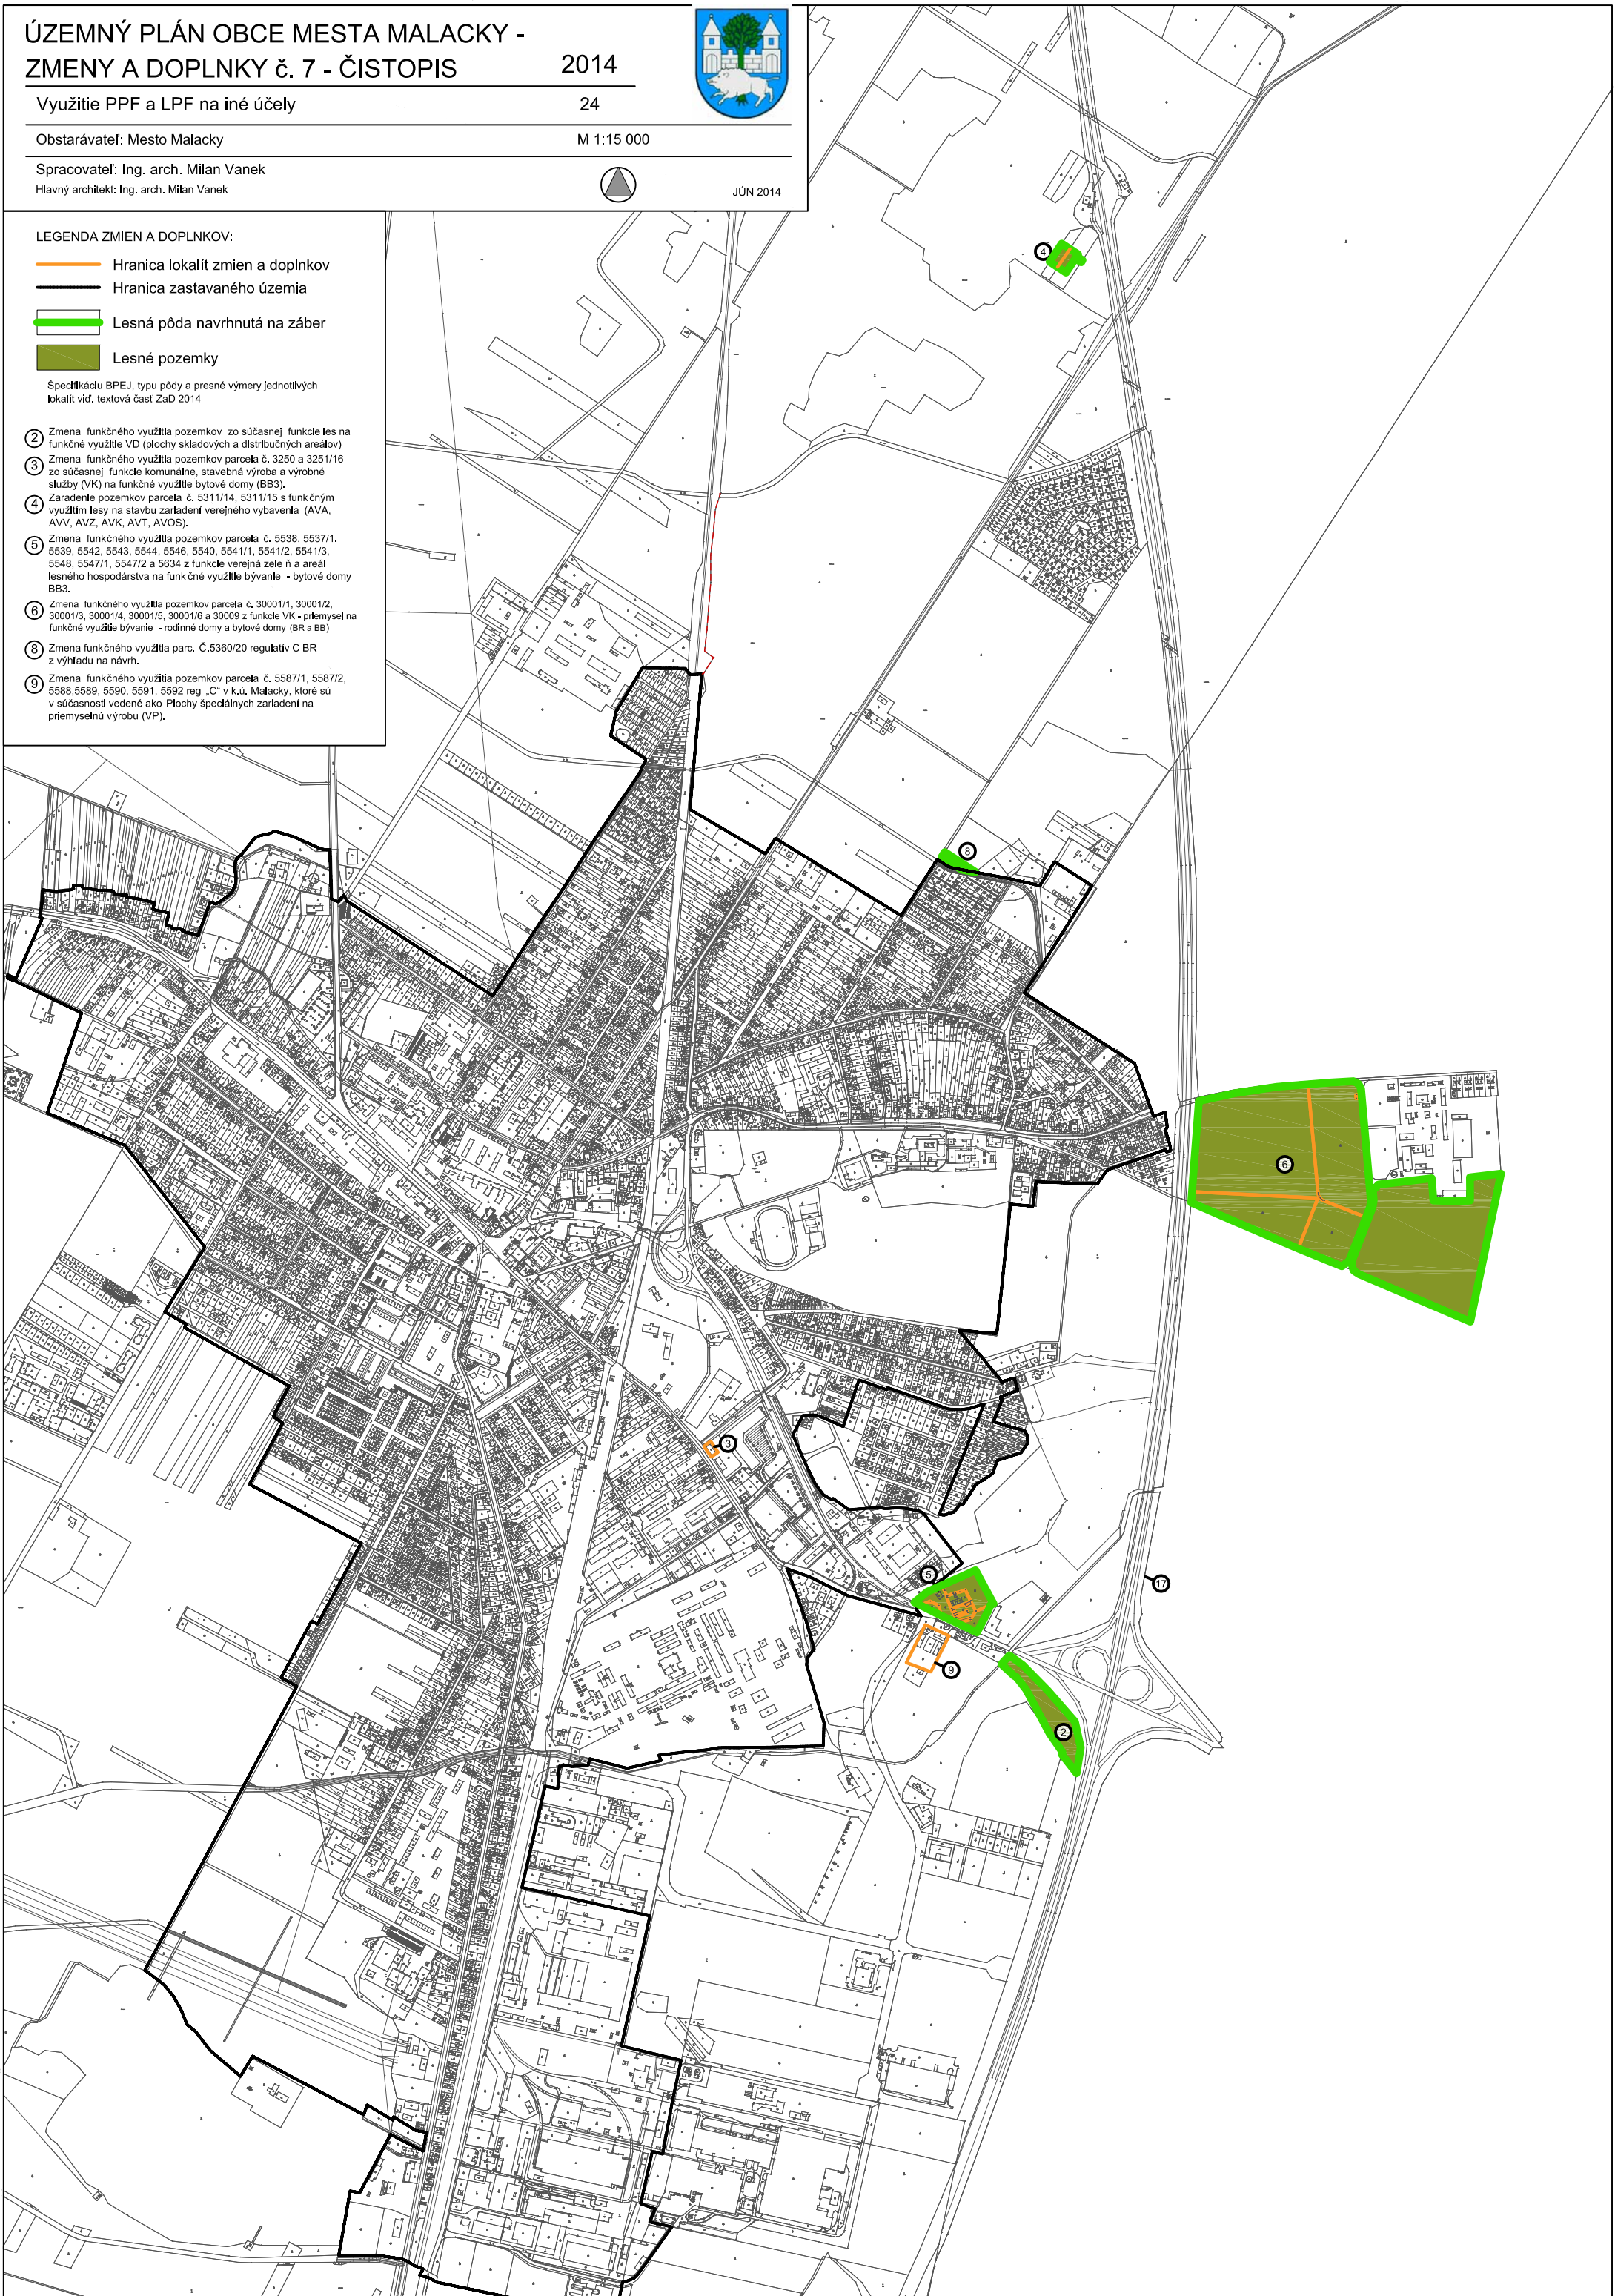 ÚZEMNÝ PLÁN OBCE MESTA MALACKY -
ZMENY A DOPLNKY č. 7 - ČISTOPIS 2014
Využitie PPF a LPF na iné účely 24
Obstarávateľ: Mesto Malacky M 1:15 000
Spracovateľ: Ing. arch. Milan Vanek
Hlavný architekt: Ing. arch. Milan Vanek JÚN 2014
LEGENDA ZMIEN A DOPLNKOV:
Hranica lokalít zmien a doplnkov
Hranica zastavaného územia
Lesná pôda navrhnutá na záber
Lesné pozemky
Špecifikáciu BPEJ, typu pôdy a presné výmery jednotlivých
lokalít viď. textová časť ZaD 2014
2 Zmena funkčného využitia pozemkov zo súčasnej funkcie les na
funkčné využitie VD (plochy skladových a distribučných areálov)
3 Zmena funkčného využitia pozemkov parcela č. 3250 a 3251/16
zo súčasnej funkcie komunálne, stavebná výroba a výrobné
služby (VK) na funkčné využitie bytové domy (BB3).
4 Zaradenie pozemkov parcela č. 5311/14, 5311/15 s funkčným
využitím lesy na stavbu zariadení verejného vybavenia (AVA,
AVV, AVZ, AVK, AVT, AVOS).
5 Zmena funkčného využitia pozemkov parcela č. 5538, 5537/1.
5539, 5542, 5543, 5544, 5546, 5540, 5541/1, 5541/2, 5541/3,
5548, 5547/1, 5547/2 a 5634 z funkcie verejná zele ň a areál
lesného hospodárstva na funkčné využitie bývanie - bytové domy
BB3.
6 Zmena funkčného využitia pozemkov parcela č. 30001/1, 30001/2,
30001/3, 30001/4, 30001/5, 30001/6 a 30009 z funkcie VK - priemysel na
funkčné využitie bývanie - rodinné domy a bytové domy (BR a BB)
8 Zmena funkčného využitia parc. Č.5360/20 regulatív C BR
z výhľadu na návrh.
9 Zmena funkčného využitia pozemkov parcela č. 5587/1, 5587/2,
5588,5589, 5590, 5591, 5592 reg „C“ v k.ú. Malacky, ktoré sú
v súčasnosti vedené ako Plochy špeciálnych zariadení na
priemyselnú výrobu (VP).
4
8
6
3
5
17
9
2